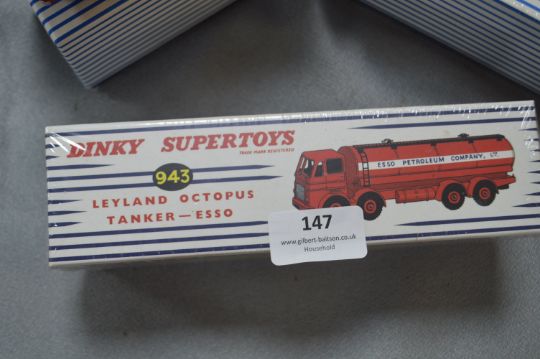 DINKY SUPERTOYS
TRADE MARK REGISTERED
943
LEYLAND OCTOPUS
TANKER—ESSO
ESSO PETROLEUM COMPANY, LTD
147
www.gilbert-baitson.co.uk
Household